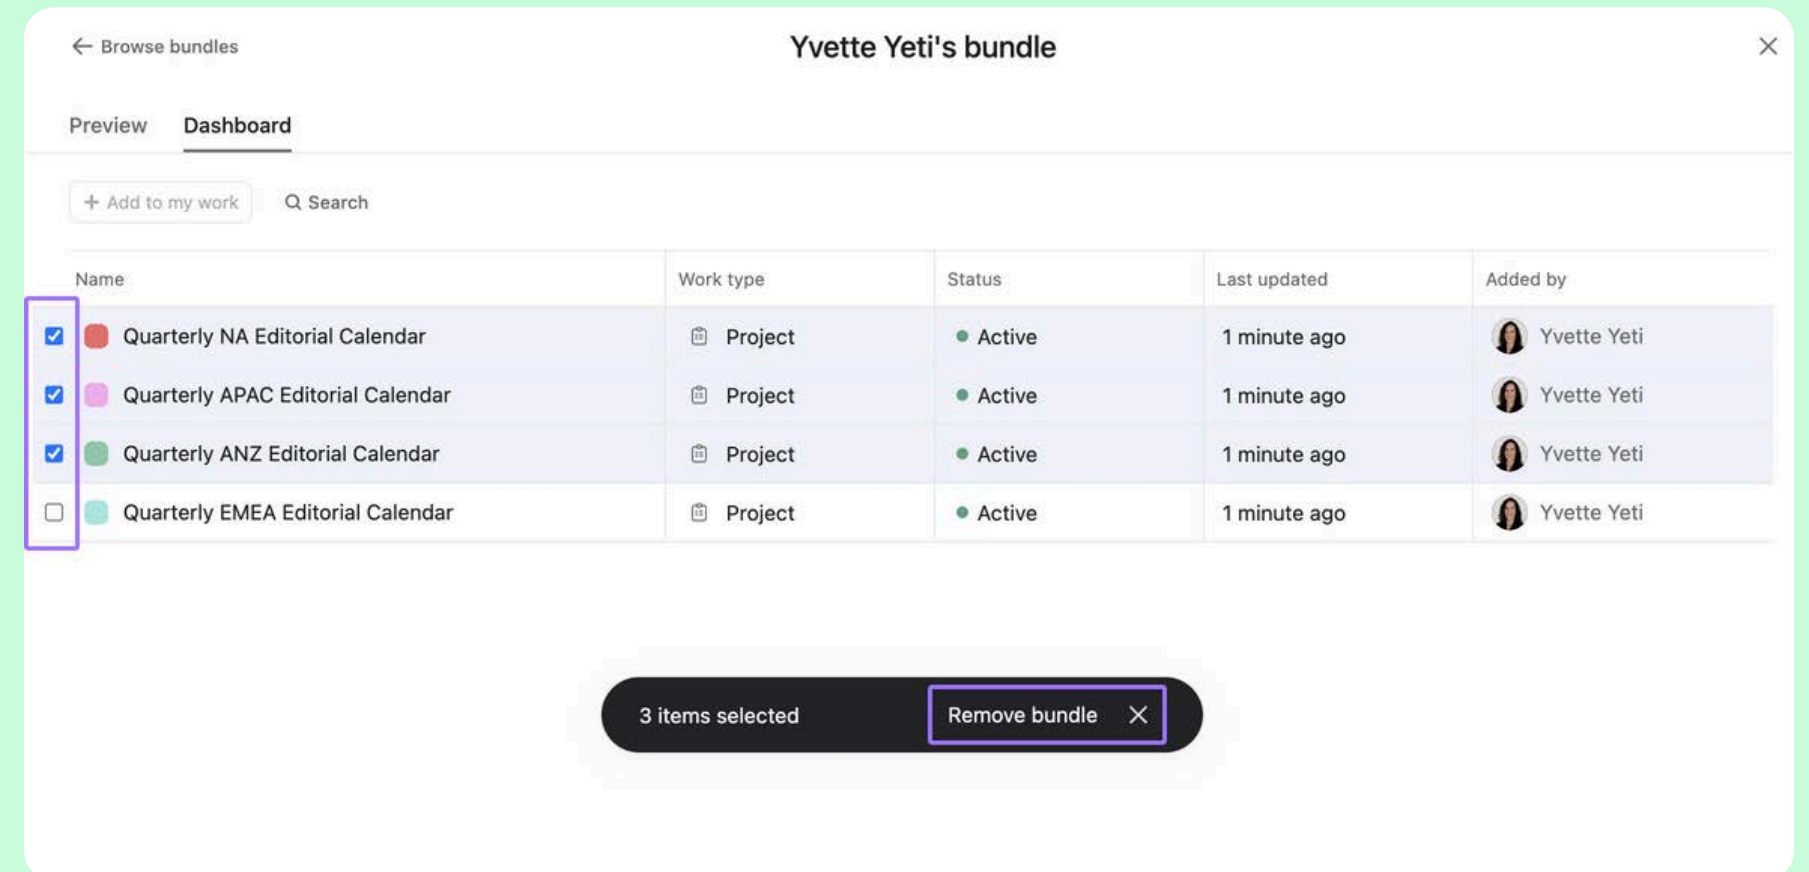 Browse bundles
Yvette Yeti's bundle
Preview Dashboard
+ Add to my work Search
Name Work type Status Last updated Added by
Quarterly NA Editorial Calendar Project Active 1 minute ago Yvette Yeti
Quarterly APAC Editorial Calendar Project Active 1 minute ago Yvette Yeti
Quarterly ANZ Editorial Calendar Project Active 1 minute ago Yvette Yeti
Quarterly EMEA Editorial Calendar Project Active 1 minute ago Yvette Yeti
3 items selected Remove bundle